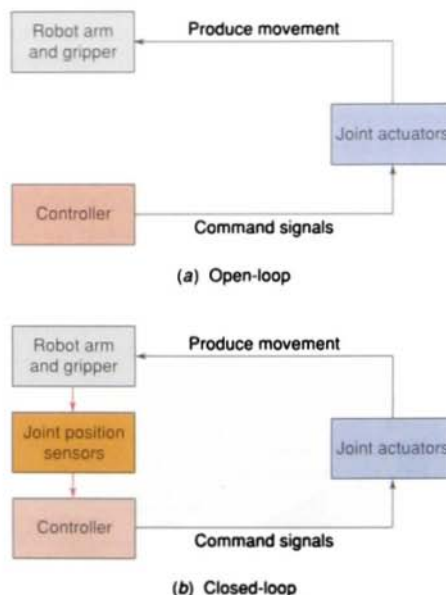 Produce movement
Robot arm
and gripper
Joint actuators
Controller
Command signals
(a) Open-loop
Robot arm
and gripper
Produce movement
Joint position
sensors
Joint actuators
Controller
Command signals
(b) Closed-loop